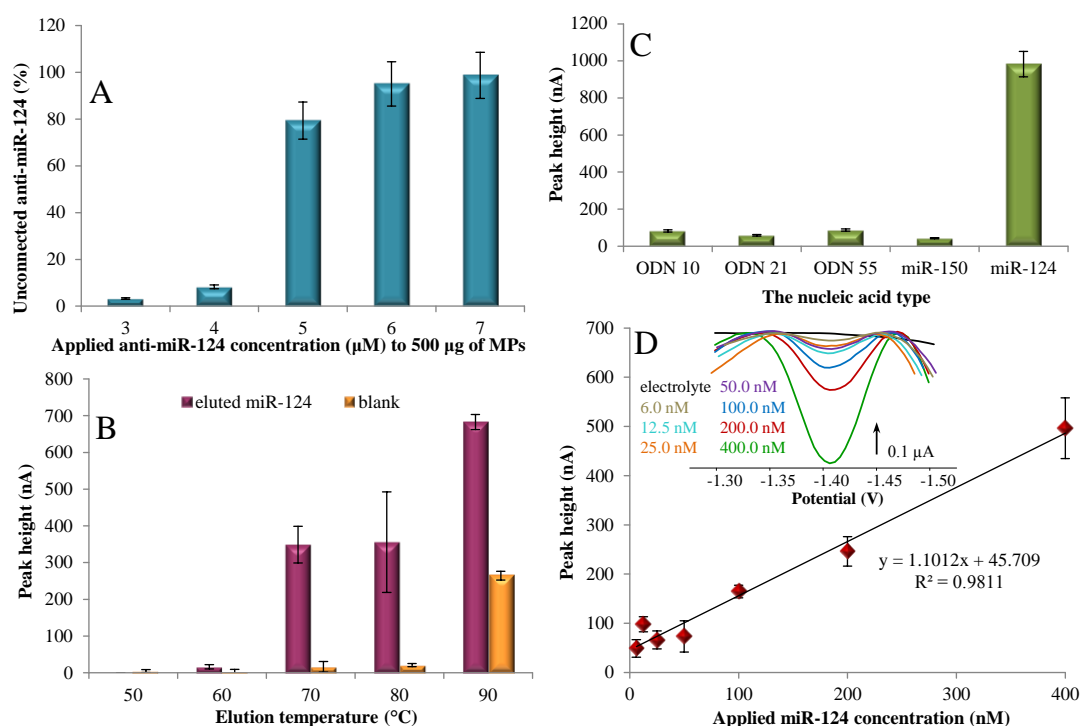 A
Unconnected anti-miR-124 (%)
120
100
80
60
40
20
0
3 4 5 6 7
Applied anti-miR-124 concentration (µM) to 500 µg of MPs
B
eluted miR-124 blank
Peak height (nA)
800
700
600
500
400
300
200
100
0
50 60 70 80 90
Elution temperature (°C)
C
Peak height (nA)
1200
1000
800
600
400
200
0
ODN 10 ODN 21 ODN 55 miR-150 miR-124
The nucleic acid type
D
Peak height (nA)
700
600
500
400
300
200
100
0
electrolyte 50.0 nM
6.0 nM 100.0 nM
12.5 nM 200.0 nM
25.0 nM 400.0 nM
0.1 µA
-1.30 -1.35 -1.40 -1.45 -1.50
Potential (V)
y = 1.1012x + 45.709
R² = 0.9811
0 100 200 300 400
Applied miR-124 concentration (nM)